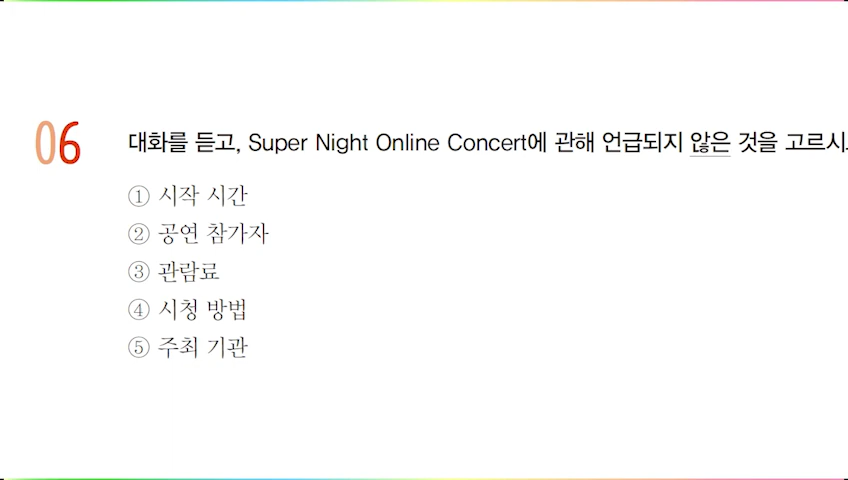 06
대화를 듣고, Super Night Online Concert에 관해 언급되지 않은 것을 고르시
① 시작 시간
② 공연 참가자
③ 관람료
④ 시청 방법
⑤ 주최 기관